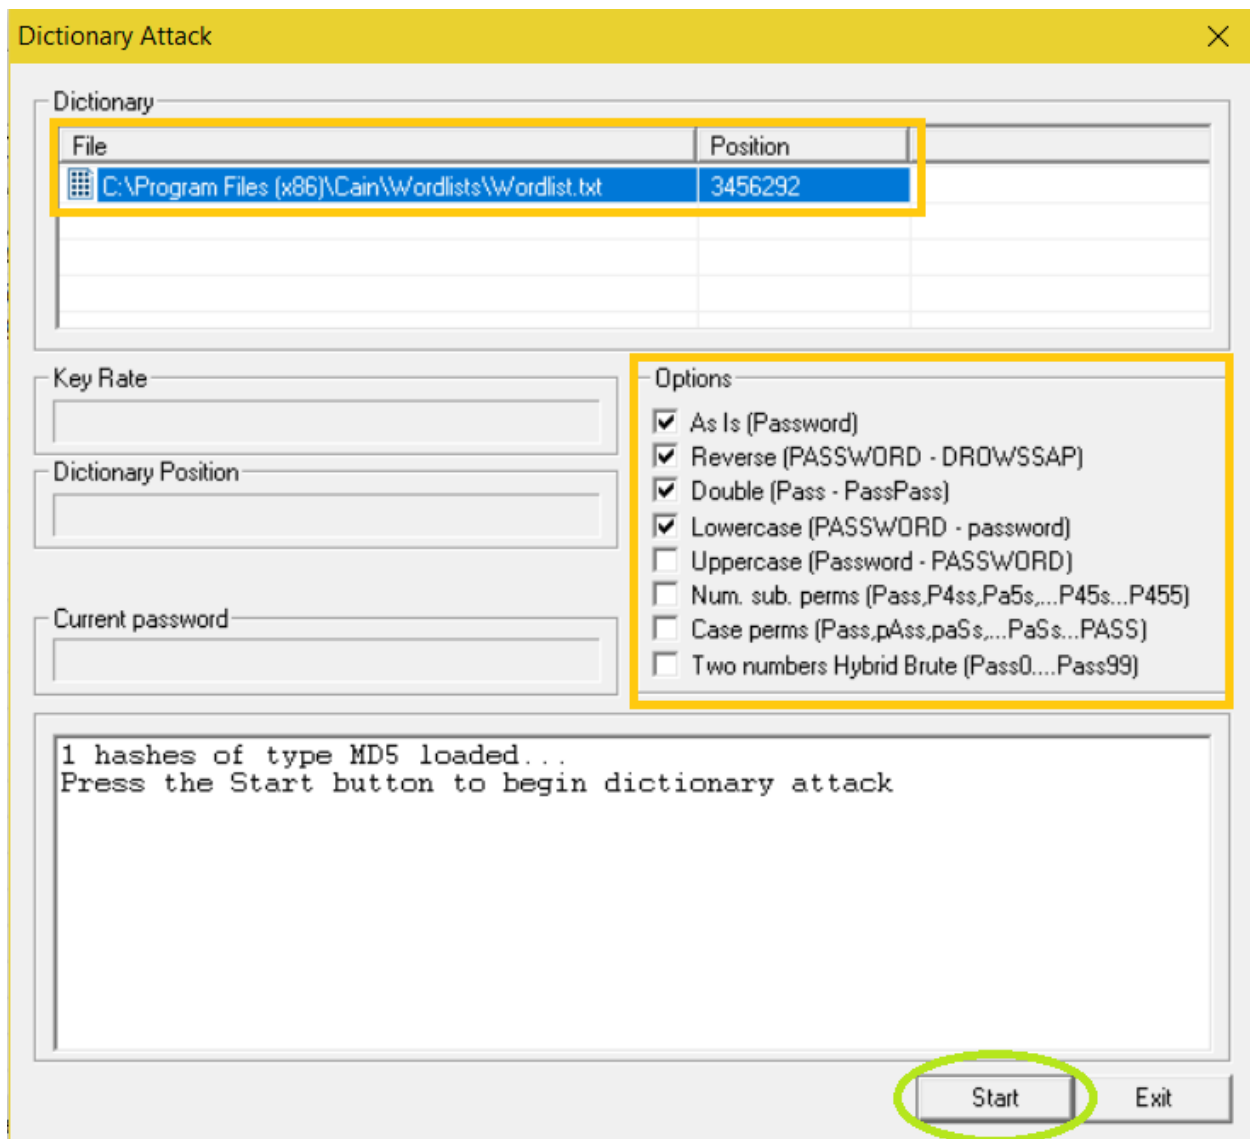 Dictionary Attack
Dictionary
File Position
C:\Program Files (x86)\Cain\Wordlists\Wordlist.txt 3456292
Key Rate
Dictionary Position
Current password
Options
As Is (Password)
Reverse (PASSWORD - DROWSSAP)
Double (Pass - PassPass)
Lowercase (PASSWORD - password)
Uppercase (Password - PASSWORD)
Num. sub. perms (Pass,P4ss,Pa5s,...P45s...P455)
Case perms (Pass,pAss,paSs,...PaSs...PASS)
Two numbers Hybrid Brute (Pass0....Pass99)
1 hashes of type MD5 loaded...
Press the Start button to begin dictionary attack
Start Exit